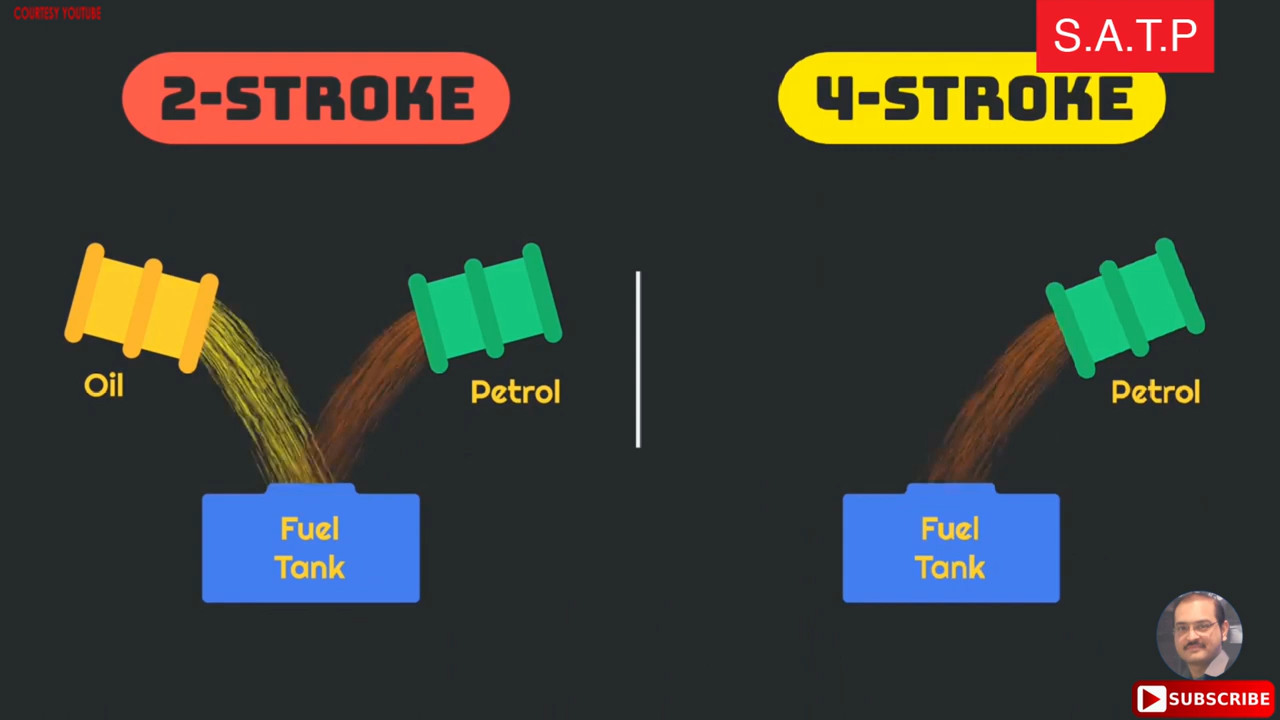 COURTESY YOUTUBE
S.A.T.P
2-STROKE
4-STROKE
Oil
Petrol
Petrol
Fuel
Tank
Fuel
Tank
SUBSCRIBE